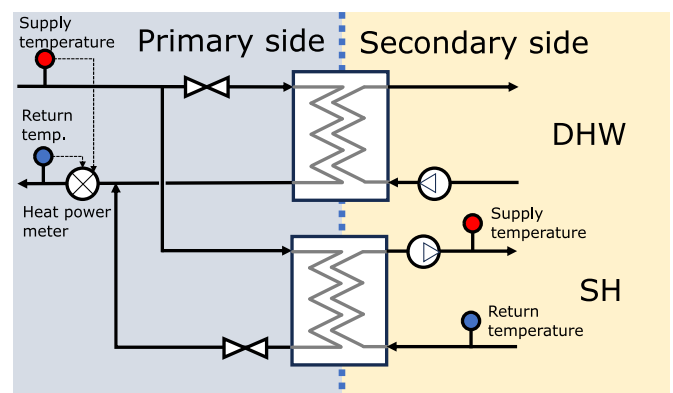 Supply
temperature
Primary side
Secondary side
Return
temp.
DHW
Heat power
meter
Supply
temperature
SH
Return
temperature